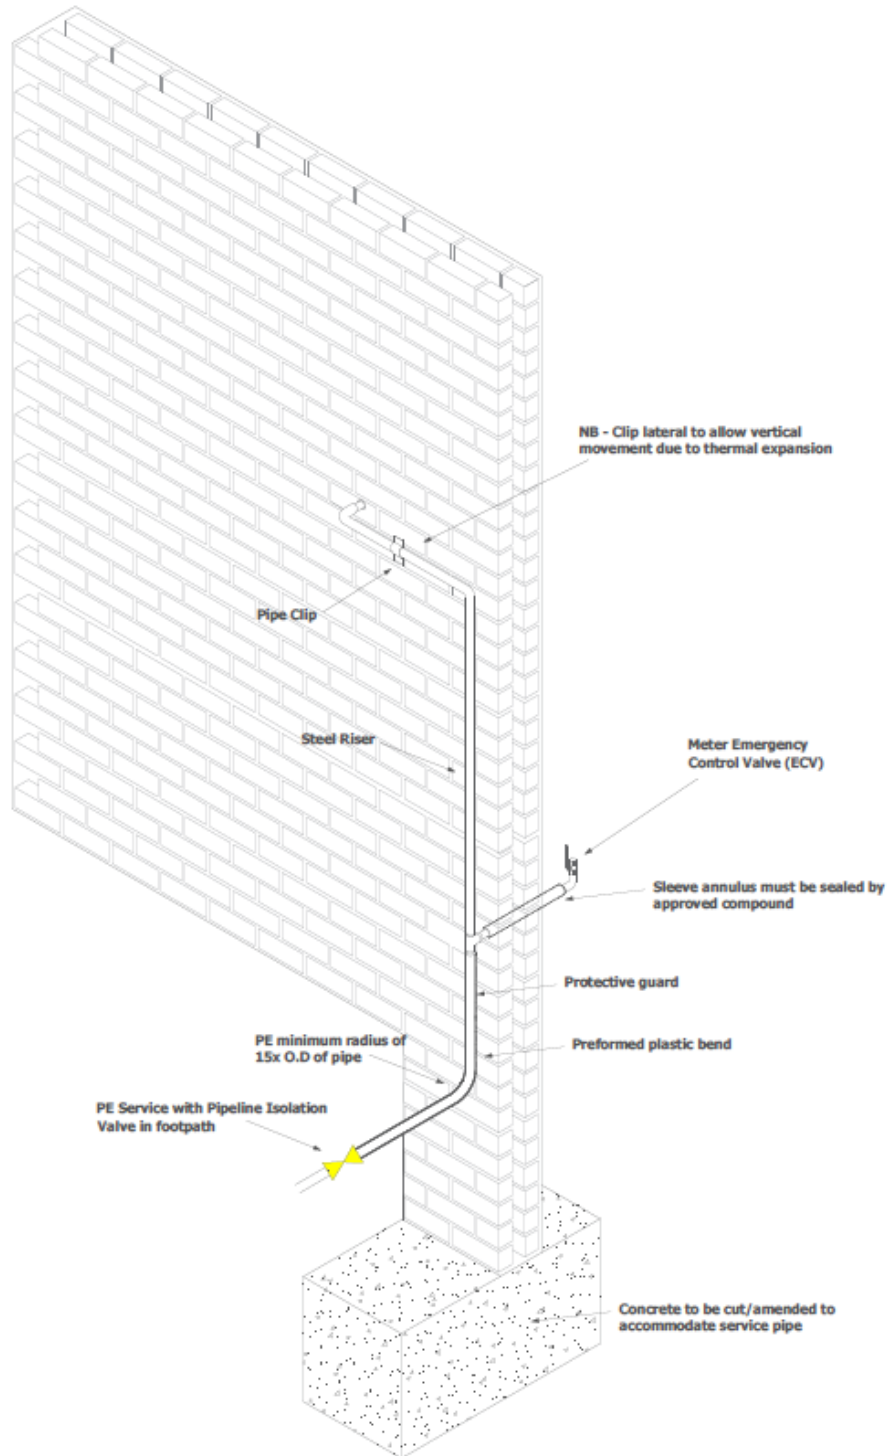 NB - Clip lateral to allow vertical
movement due to thermal expansion
Pipe Clip
Steel Riser
Meter Emergency
Control Valve (ECV)
Sleeve annulus must be sealed by
approved compound
Protective guard
PE minimum radius of
15x O.D of pipe
Preformed plastic bend
PE Service with Pipeline Isolation
Valve in footpath
Concrete to be cut/amended to
accommodate service pipe